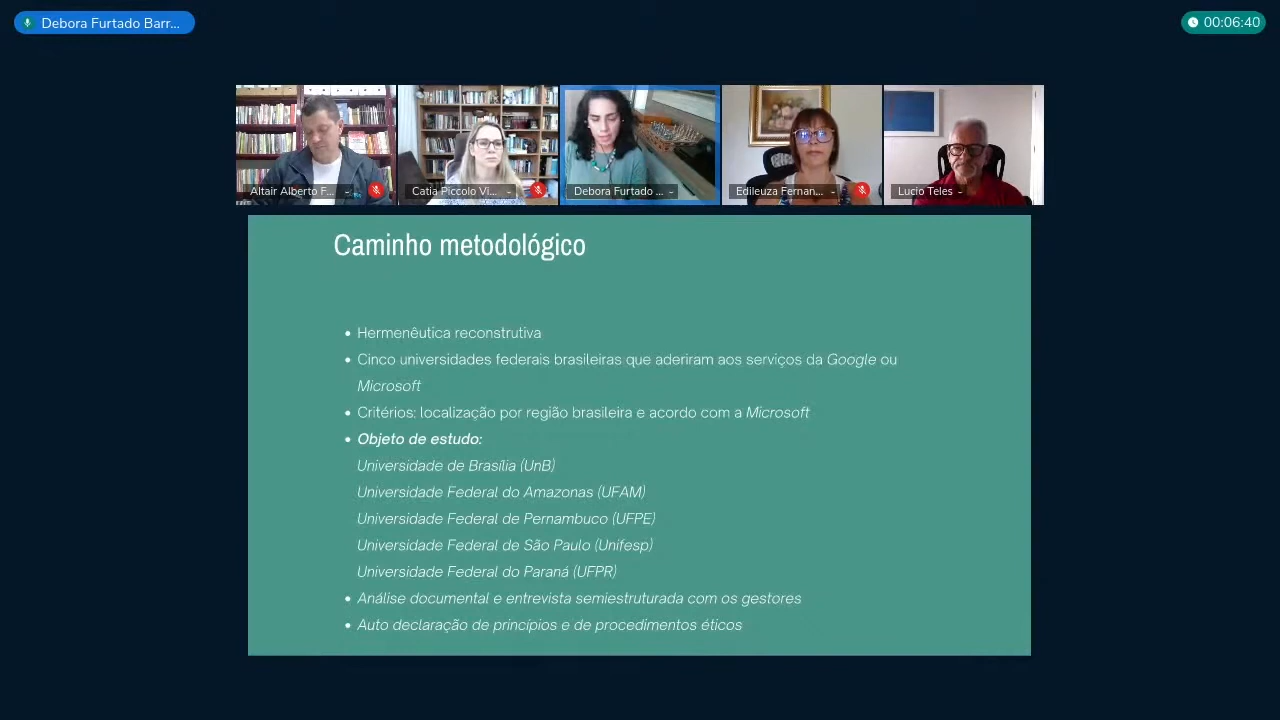 Debora Furtado Barr...
00:06:40
Altair Alberto F...
Catia Piccolo Vi...
Debora Furtado ...
Edileuza Fernan...
Lucio Teles
Caminho metodológico
• Hermenêutica reconstrutiva
• Cinco universidades federais brasileiras que aderiram aos serviços da Google ou
Microsoft
• Critérios: localização por região brasileira e acordo com a Microsoft
• Objeto de estudo:
Universidade de Brasília (UnB)
Universidade Federal do Amazonas (UFAM)
Universidade Federal de Pernambuco (UFPE)
Universidade Federal de São Paulo (Unifesp)
Universidade Federal do Paraná (UFPR)
• Análise documental e entrevista semiestruturada com os gestores
• Auto declaração de princípios e de procedimentos éticos